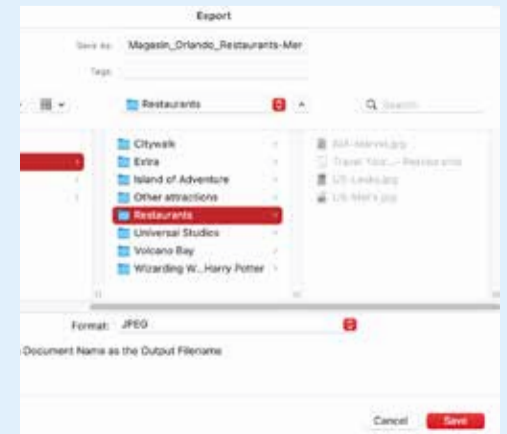 Export
Save As: Magasin_Orlando_Restaurants-Mer
Tags:
Restaurants
Search
Citywalk
Extra
Island of Adventure
Other attractions
Restaurants
Universal Studios
Volcano Bay
Wizarding W...Harry Potter
Format: JPEG
Document Name as the Output Filename
Cancel
Save